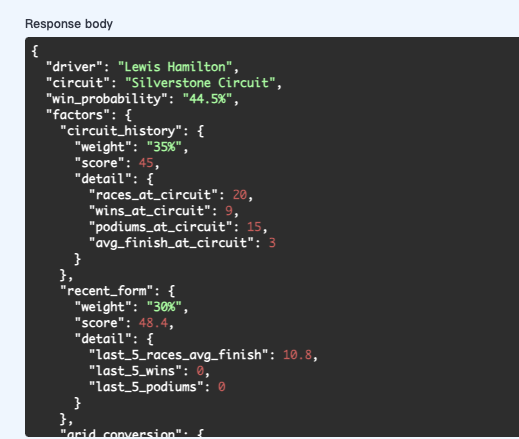 Response body
{
  "driver": "Lewis Hamilton",
  "circuit": "Silverstone Circuit",
  "win_probability": "44.5%",
  "factors": {
    "circuit_history": {
      "weight": "35%",
      "score": 45,
      "detail": {
        "races_at_circuit": 20,
        "wins_at_circuit": 9,
        "podiums_at_circuit": 15,
        "avg_finish_at_circuit": 3
      }
    },
    "recent_form": {
      "weight": "30%",
      "score": 48.4,
      "detail": {
        "last_5_races_avg_finish": 10.8,
        "last_5_wins": 0,
        "last_5_podiums": 0
      }
    },
    "grid_conversion": {